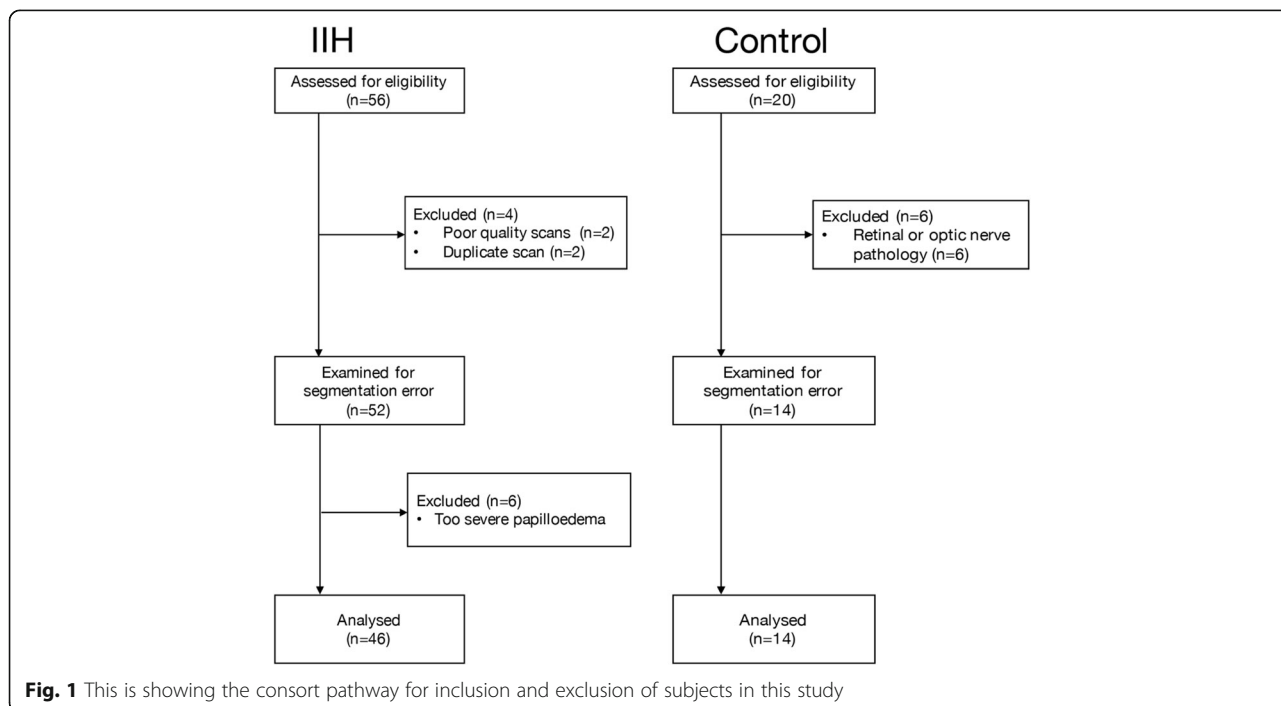 IIH
Assessed for eligibility
(n=56)
Excluded (n=4)
• Poor quality scans (n=2)
• Duplicate scan (n=2)
Examined for
segmentation error
(n=52)
Excluded (n=6)
• Too severe papilloedema
Analysed
(n=46)
Control
Assessed for eligibility
(n=20)
Excluded (n=6)
• Retinal or optic nerve
pathology (n=6)
Examined for
segmentation error
(n=14)
Analysed
(n=14)
Fig. 1 This is showing the consort pathway for inclusion and exclusion of subjects in this study